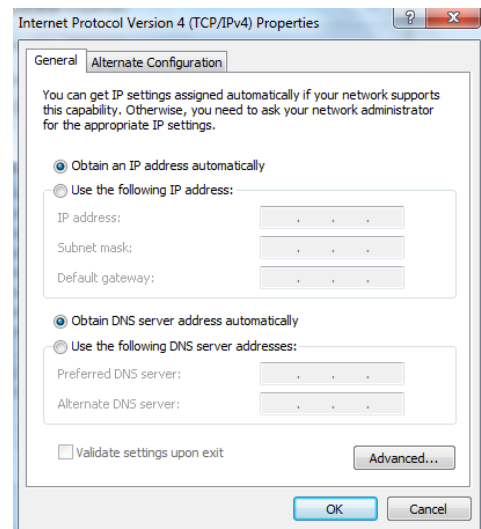 Internet Protocol Version 4 (TCP/IPv4) Properties
General Alternate Configuration
You can get IP settings assigned automatically if your network supports
this capability. Otherwise, you need to ask your network administrator
for the appropriate IP settings.
Obtain an IP address automatically
Use the following IP address:
IP address:
Subnet mask:
Default gateway:
Obtain DNS server address automatically
Use the following DNS server addresses:
Preferred DNS server:
Alternate DNS server:
Validate settings upon exit
Advanced...
OK Cancel